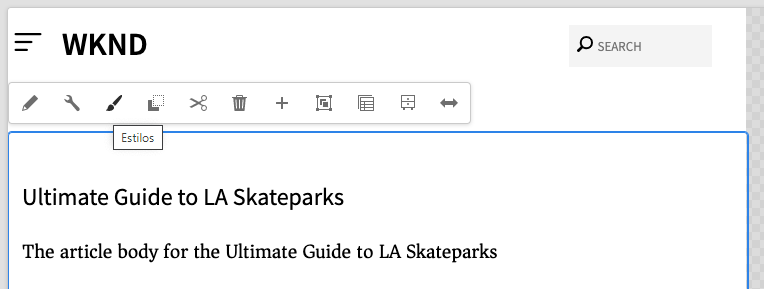 WKND
SEARCH
Estilos
Ultimate Guide to LA Skateparks
The article body for the Ultimate Guide to LA Skateparks